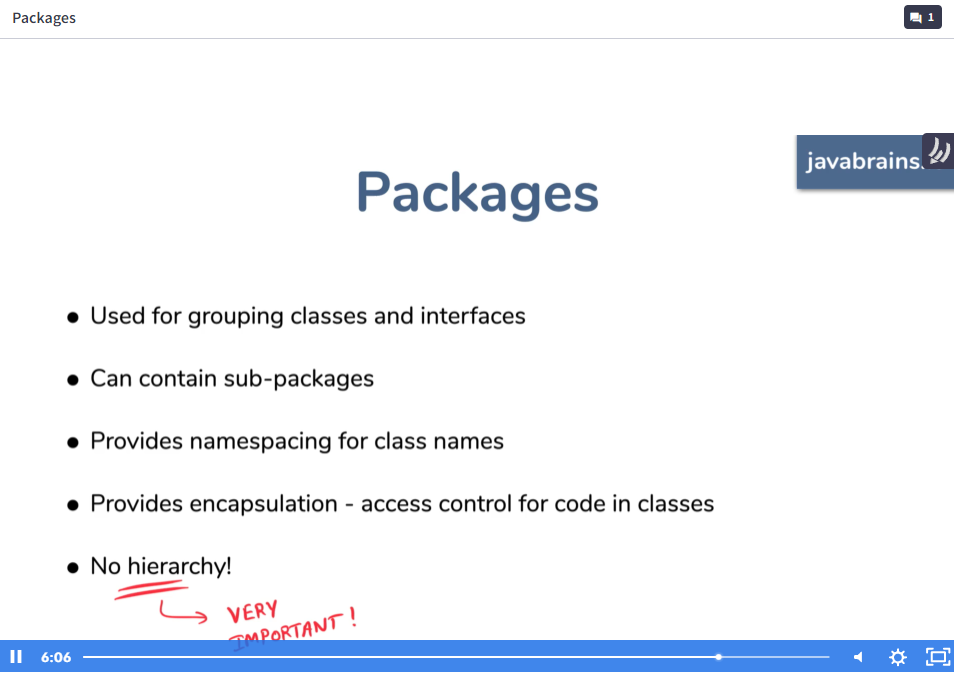 Packages
1
javabrains.
Packages
Used for grouping classes and interfaces
Can contain sub-packages
Provides namespacing for class names
Provides encapsulation - access control for code in classes
No hierarchy!
VERY
IMPORTANT!
6:06